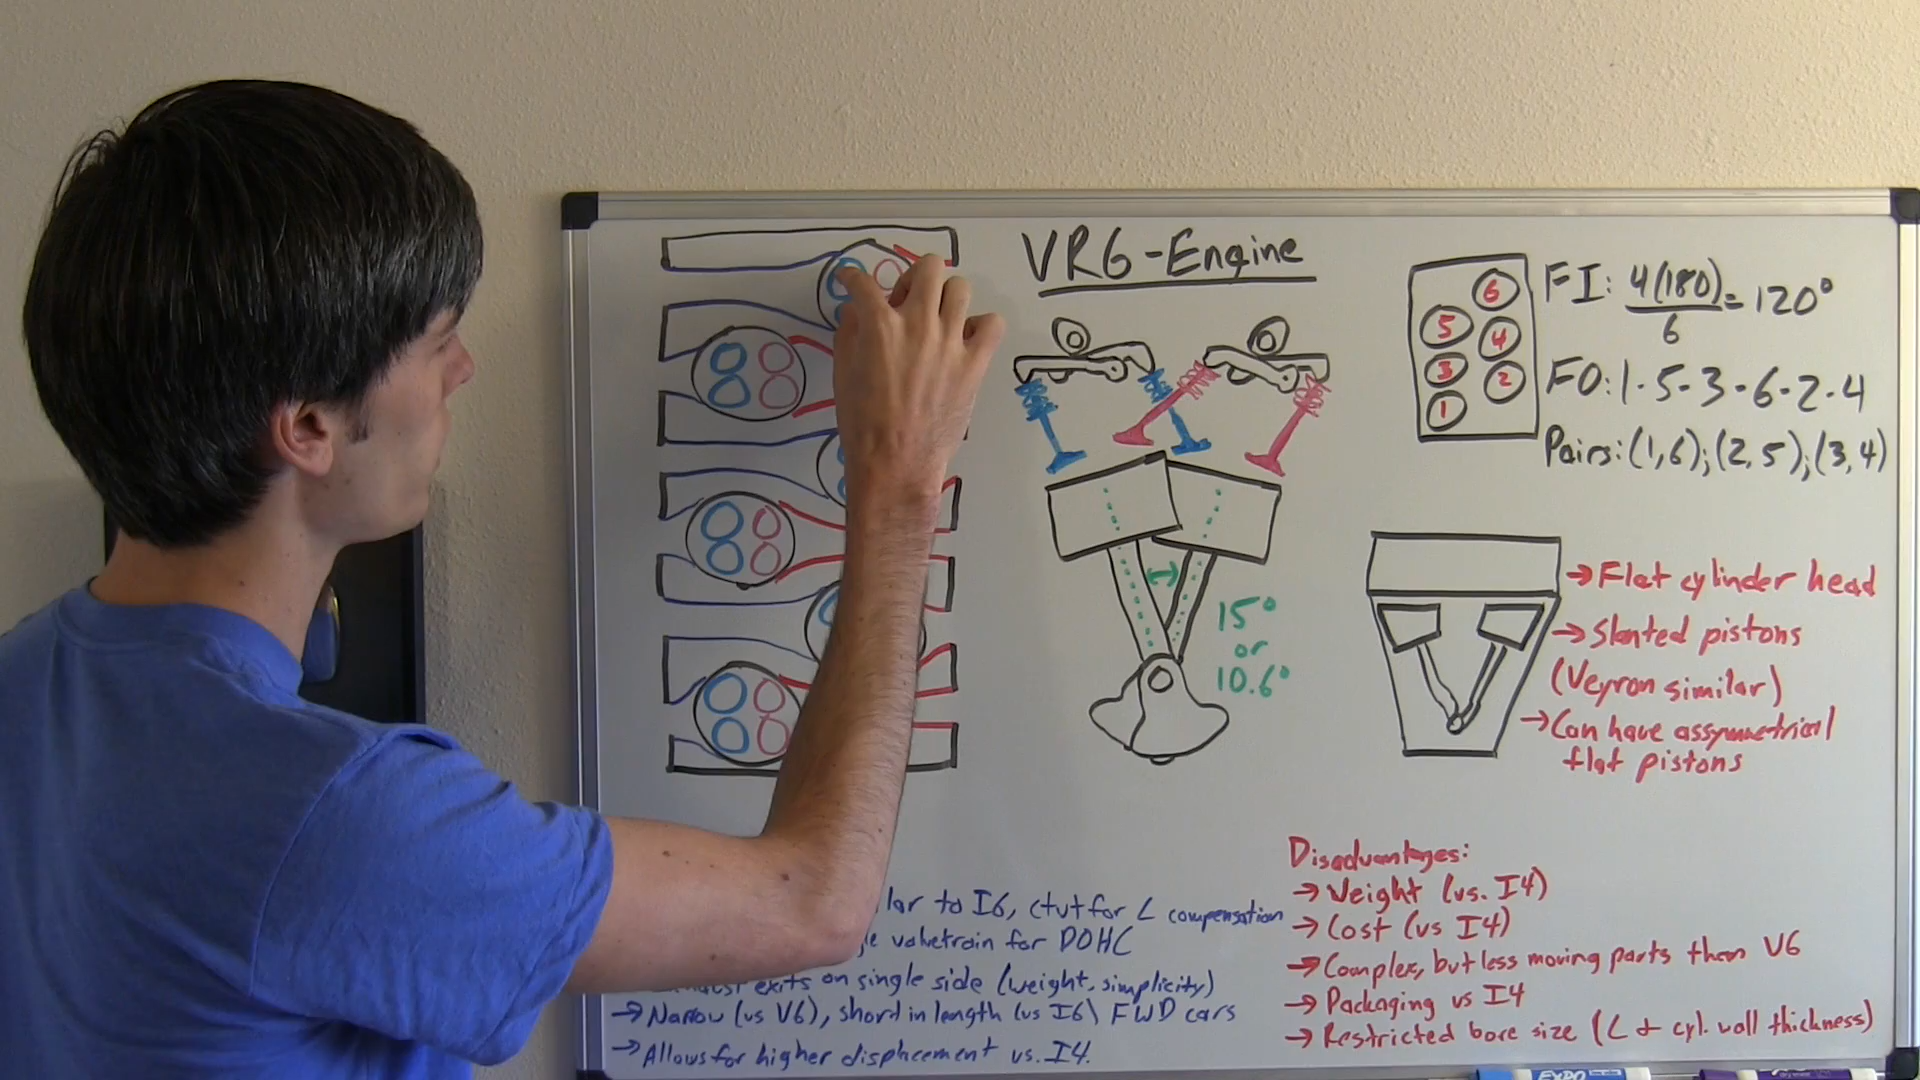 VR6-Engine
6
5
4
3
2
1
FI: 4(180)/6 = 120°
FO: 1-5-3-6-2-4
Pairs: (1,6); (2,5); (3,4)
15°
or
10.6°
→ Flat cylinder head
→ Slanted pistons
(Veyron similar)
→ Can have assymmetrical
flat pistons
lar to I6, ctut for L compensation
le valvetrain for DOHC
exits on single side (weight, simplicity)
→ Narrow (vs V6), short in length (vs I6) FWD cars
→ Allows for higher displacement vs. I4.
Disadvantages:
→ Weight (vs. I4)
→ Cost (vs I4)
→ Complex, but less moving parts than V6
→ Packaging vs I4
→ Restricted bore size (L + cyl. wall thickness)
EXPO